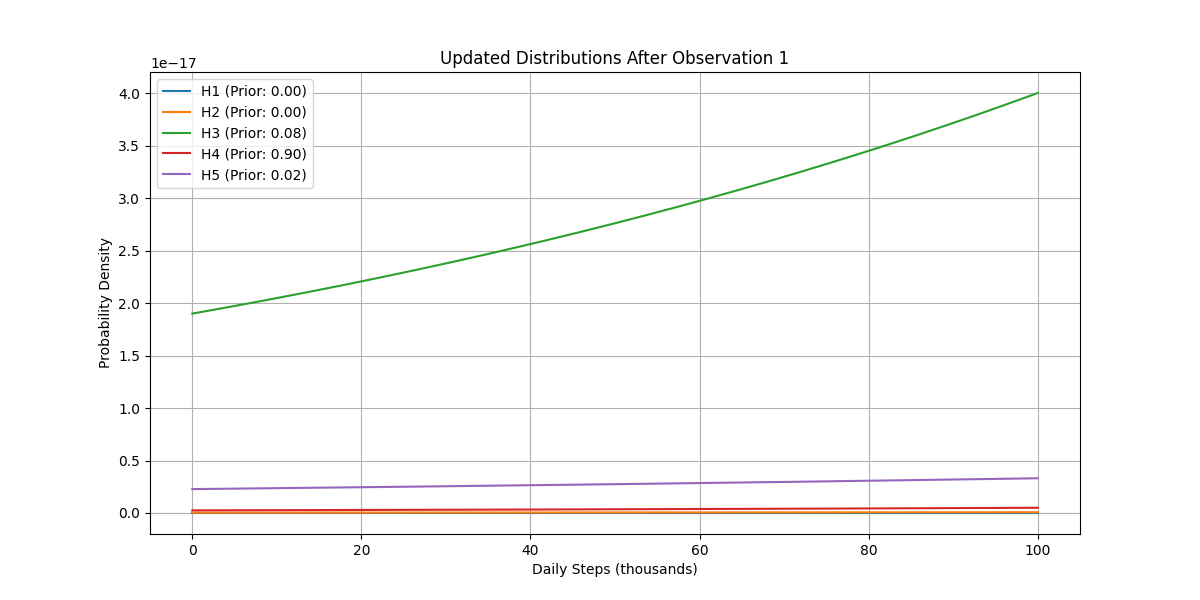 Updated Distributions After Observation 1
1e−17
4.0
3.5
3.0
2.5
2.0
1.5
1.0
0.5
0.0
Probability Density
H1 (Prior: 0.00)
H2 (Prior: 0.00)
H3 (Prior: 0.08)
H4 (Prior: 0.90)
H5 (Prior: 0.02)
0 20 40 60 80 100
Daily Steps (thousands)